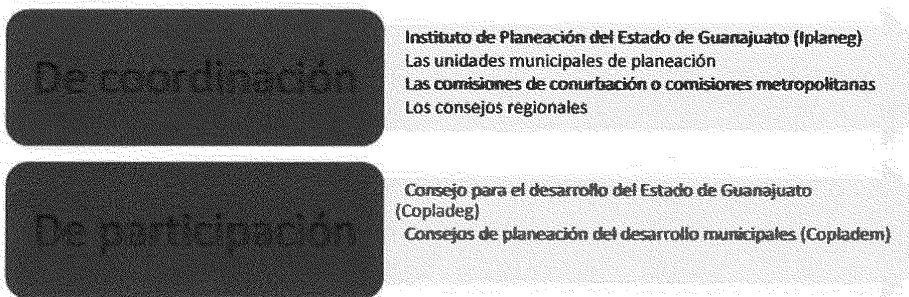 De coordinación
Instituto de Planeación del Estado de Guanajuato (Iplaneg)
Las unidades municipales de planeación
Las comisiones de conurbación o comisiones metropolitanas
Los consejos regionales
De participación
Consejo para el desarrollo del Estado de Guanajuato
(Copladeg)
Consejos de planeación del desarrollo municipales (Copladem)